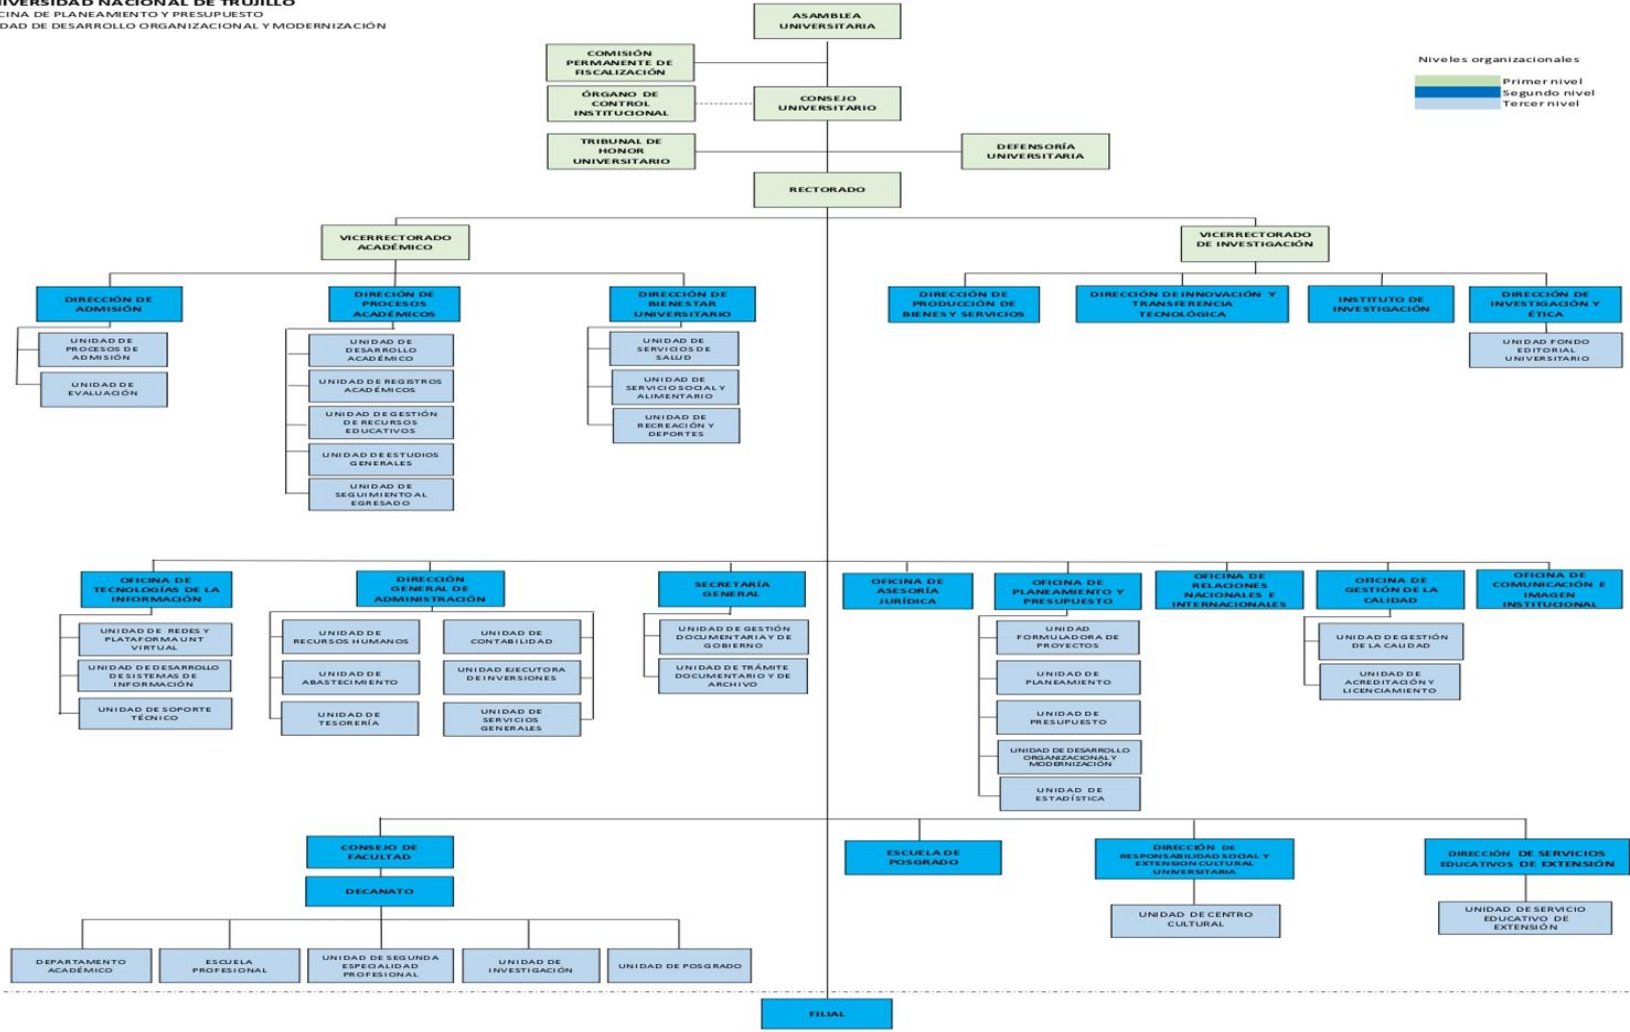 UNIVERSIDAD NACIONAL DE TRUJILLO
CINA DE PLANEAMIENTO Y PRESUPUESTO
DAD DE DESARROLLO ORGANIZACIONAL Y MODERNIZACIÓN
ASAMBLEA
UNIVERSITARIA
COMISIÓN
PERMANENTE DE
FISCALIZACIÓN
Niveles organizacionales
Primer nivel
Segundo nivel
Tercer nivel
ÓRGANO DE
CONTROL
INSTITUCIONAL
CONSEJO
UNIVERSITARIO
TRIBUNAL DE
HONOR
UNIVERSITARIO
DEFENSORÍA
UNIVERSITARIA
RECTORADO
VICERRECTORADO
ACADÉMICO
VICERRECTORADO
DE INVESTIGACIÓN
DIRECCIÓN DE
ADMISIÓN
UNIDAD DE
PROCESOS DE
ADMISIÓN
UNIDAD DE
EVALUACIÓN
DIRECIÓN DE
PROCESOS
ACADÉMICOS
UNIDAD DE
DESARROLLO
ACADÉMICO
UNIDAD DE REGISTROS
ACADÉMICOS
UNIDAD DE GESTIÓN
DE RECURSOS
EDUCATIVOS
UNIDAD DE ESTUDIOS
GENERALES
UNIDAD DE
SEGUIMIENTO AL
EGRESADO
DIRECCIÓN DE
BIENESTAR
UNIVERSITARIO
UNIDAD DE
SERVICIOS DE
SALUD
UNIDAD DE
SERVICIO SOCIAL Y
ALIMENTARIO
UNIDAD DE
RECREACIÓN Y
DEPORTES
DIRECCIÓN DE
PRODUCCIÓN DE
BIENES Y SERVICIOS
DIRECCIÓN DE INNOVACIÓN Y
TRANSFERENCIA
TECNOLÓGICA
INSTITUTO DE
INVESTIGACIÓN
DIRECCIÓN DE
INVESTIGACIÓN Y
ÉTICA
UNIDAD FONDO
EDITORIAL
UNIVERSITARIO
OFICINA DE
TECNOLOGÍAS DE LA
INFORMACIÓN
UNIDAD DE REDES Y
PLATAFORMA UNT
VIRTUAL
UNIDAD DE DESARROLLO
DE SISTEMAS DE
INFORMACIÓN
UNIDAD DE SOPORTE
TÉCNICO
DIRECCIÓN
GENERAL DE
ADMINISTRACIÓN
UNIDAD DE
RECURSOS HUMANOS
UNIDAD DE
ABASTECIMIENTO
UNIDAD DE
TESORERÍA
UNIDAD DE
CONTABILIDAD
UNIDAD EJECUTORA
DE INVERSIONES
UNIDAD DE
SERVICIOS
GENERALES
SECRETARÍA
GENERAL
UNIDAD DE GESTIÓN
DOCUMENTARIA Y DE
GOBIERNO
UNIDAD DE TRÁMITE
DOCUMENTARIO Y DE
ARCHIVO
OFICINA DE
ASESORÍA
JURÍDICA
OFICINA DE
PLANEAMIENTO Y
PRESUPUESTO
UNIDAD
FORMULADORA DE
PROYECTOS
UNIDAD DE
PLANEAMIENTO
UNIDAD DE
PRESUPUESTO
UNIDAD DE DESARROLLO
ORGANIZACIONAL Y
MODERNIZACIÓN
UNIDAD DE
ESTADÍSTICA
OFICINA DE
RELACIONES
NACIONALES E
INTERNACIONALES
OFICINA DE
GESTIÓN DE LA
CALIDAD
UNIDAD DE GESTIÓN
DE LA CALIDAD
UNIDAD DE
ACREDITACIÓN Y
LICENCIAMIENTO
OFICINA DE
COMUNICACIÓN E
IMAGEN
INSTITUCIONAL
CONSEJO DE
FACULTAD
DECANATO
DEPARTAMENTO
ACADÉMICO
ESCUELA
PROFESIONAL
UNIDAD DE SEGUNDA
ESPECIALIDAD
PROFESIONAL
UNIDAD DE
INVESTIGACIÓN
UNIDAD DE POSGRADO
ESCUELA DE
POSGRADO
DIRECCIÓN DE
RESPONSABILIDAD SOCIAL Y
EXTENSION CULTURAL
UNIVERSITARIA
UNIDAD DE CENTRO
CULTURAL
DIRECCIÓN DE SERVICIOS
EDUCATIVOS DE EXTENSIÓN
UNIDAD DE SERVICIO
EDUCATIVO DE
EXTENSIÓN
FILIAL